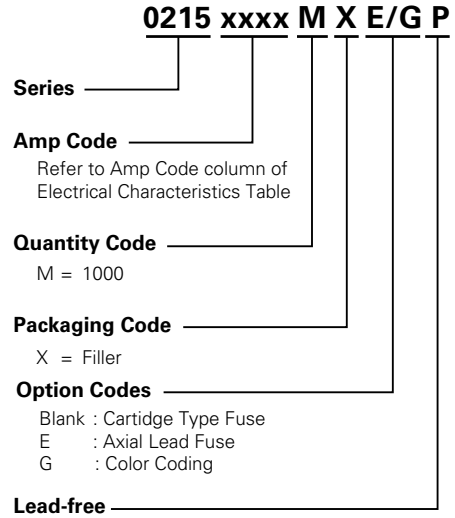 0215 xxxx M X E/G P
Series
Amp Code
Refer to Amp Code column of
Electrical Characteristics Table
Quantity Code
M = 1000
Packaging Code
X = Filler
Option Codes
Blank : Cartidge Type Fuse
E : Axial Lead Fuse
G : Color Coding
Lead-free